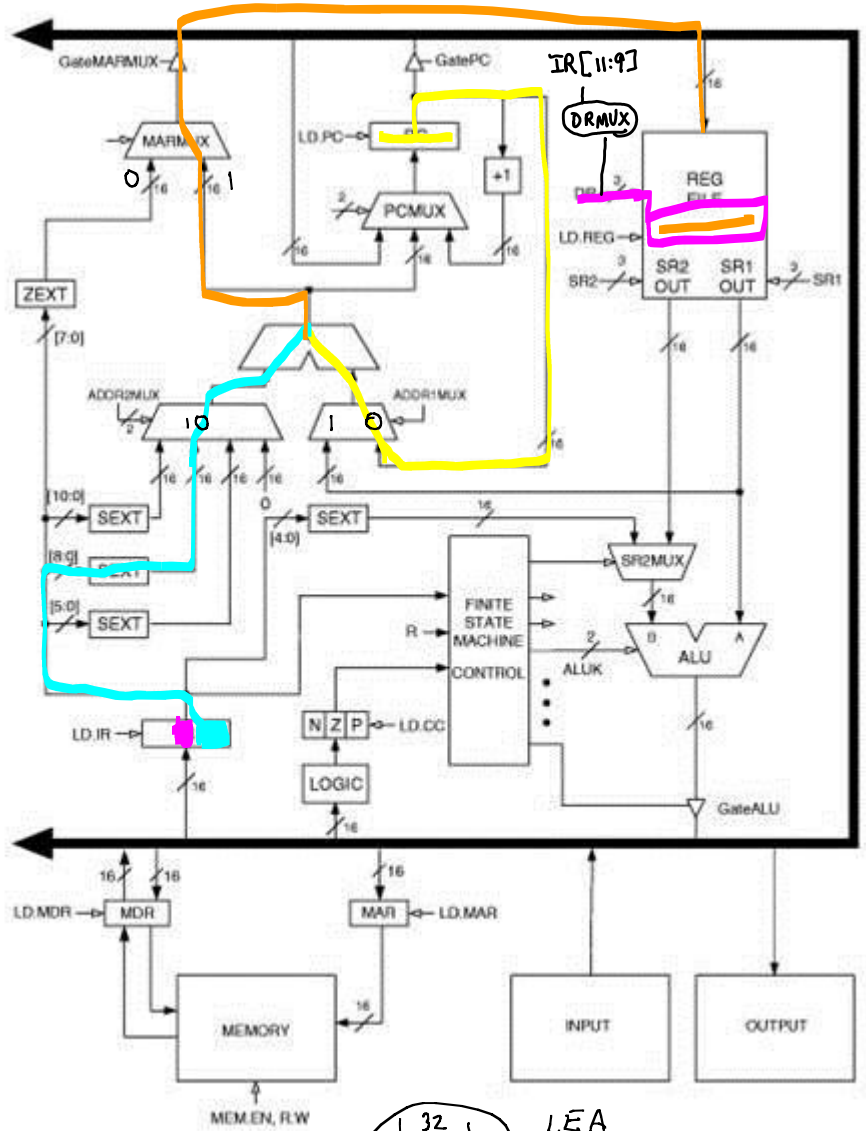 GateMARMUX
GatePC
IR[11:9]
16
DRMUX
MARMUX
LD.PC
0
16
16
1
+1
DR
3
REG
FILE
2
PCMUX
LD.REG
16
16
16
SR2
3
SR2
OUT
SR1
OUT
3
SR1
ZEXT
[7:0]
16
16
ADDR2MUX
2
10
1
0
ADDR1MUX
16
16
16
16
16
0
16
[10:0]
SEXT
[4:0]
SEXT
16
[8:0]
SEXT
SR2MUX
[5:0]
SEXT
FINITE
STATE
MACHINE
CONTROL
R
16
B
A
ALU
2
ALUK
LD.IR
N Z P
LD.CC
16
LOGIC
16
16
GateALU
16
16
16
LD.MDR
MDR
MAR
LD.MAR
16
MEMORY
INPUT
OUTPUT
MEM.EN, R.W
32
LEA